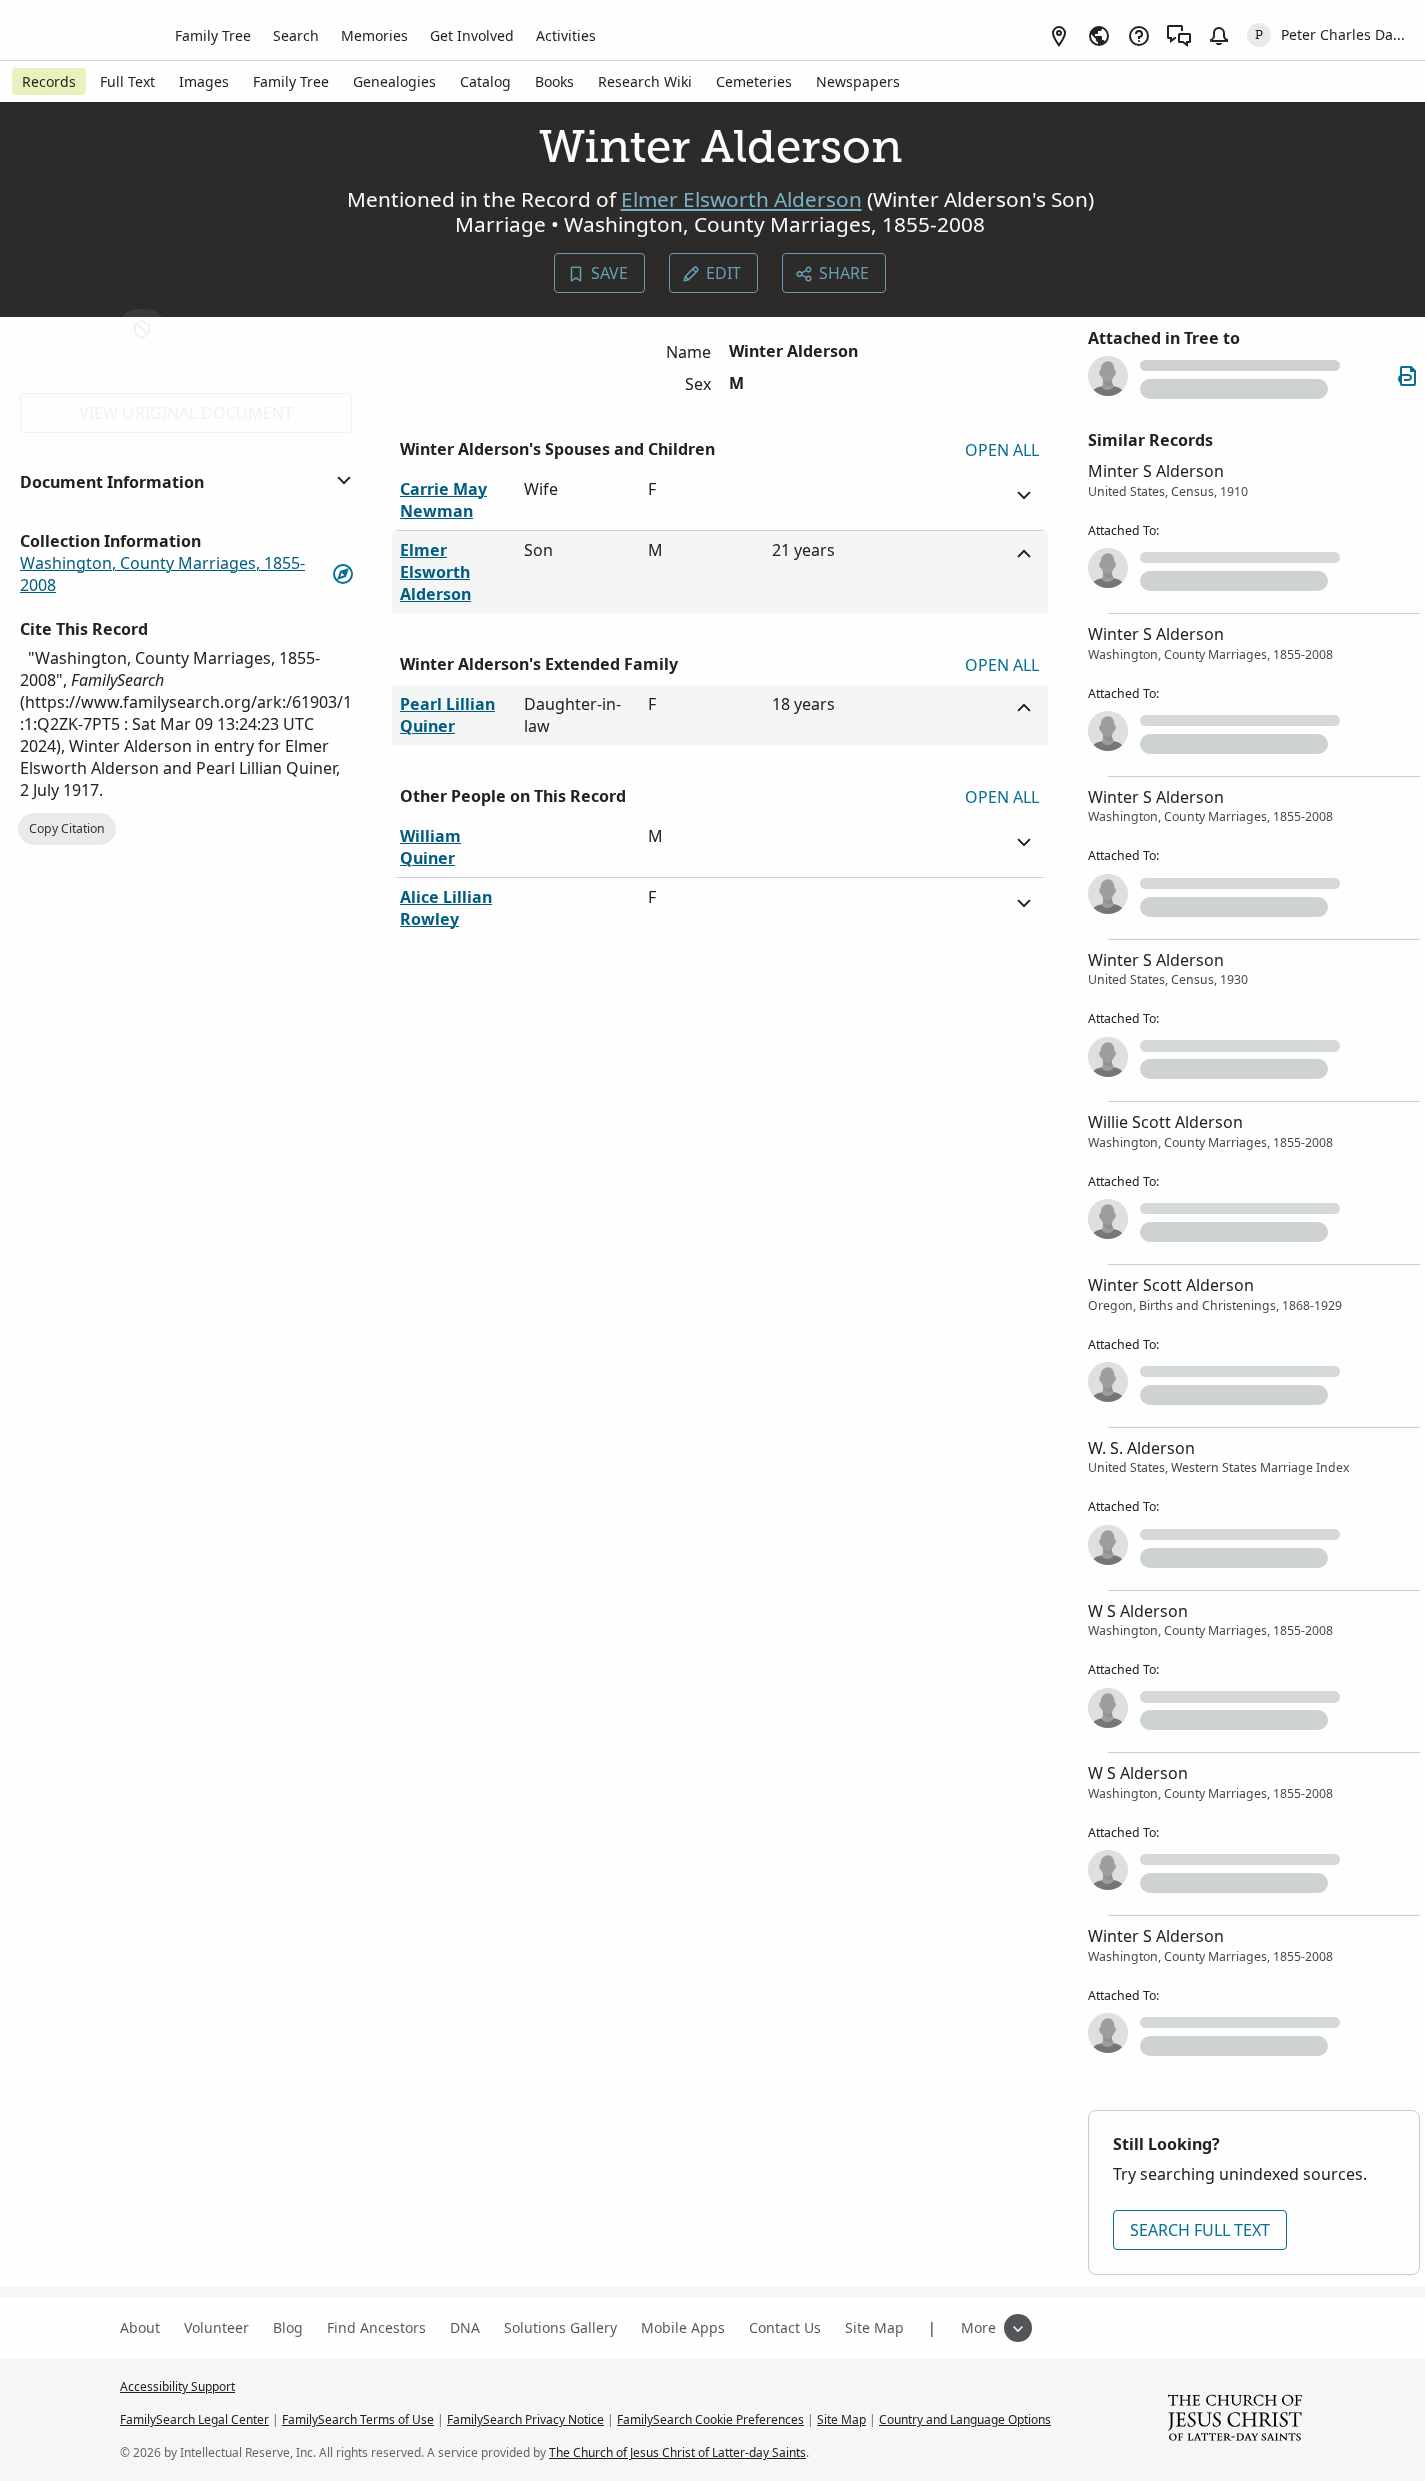 Family Tree Search Memories Get Involved Activities P Peter Charles Da...
Records Full Text Images Family Tree Genealogies Catalog Books Research Wiki Cemeteries Newspapers
Winter Alderson
Mentioned in the Record of Elmer Elsworth Alderson (Winter Alderson's Son)
Marriage • Washington, County Marriages, 1855-2008
SAVE EDIT SHARE
VIEW ORIGINAL DOCUMENT
Document Information
Collection Information
Washington, County Marriages, 1855-
2008
Cite This Record
"Washington, County Marriages, 1855-
2008", FamilySearch
(https://www.familysearch.org/ark:/61903/1
:1:Q2ZK-7PT5 : Sat Mar 09 13:24:23 UTC
2024), Winter Alderson in entry for Elmer
Elsworth Alderson and Pearl Lillian Quiner,
2 July 1917.
Copy Citation
Name Winter Alderson
Sex M
Winter Alderson's Spouses and Children OPEN ALL
Carrie May Wife F
Newman
Elmer Son M 21 years
Elsworth
Alderson
Winter Alderson's Extended Family OPEN ALL
Pearl Lillian Daughter-in- F 18 years
Quiner law
Other People on This Record OPEN ALL
William M
Quiner
Alice Lillian F
Rowley
Attached in Tree to
Similar Records
Minter S Alderson
United States, Census, 1910
Attached To:
Winter S Alderson
Washington, County Marriages, 1855-2008
Attached To:
Winter S Alderson
Washington, County Marriages, 1855-2008
Attached To:
Winter S Alderson
United States, Census, 1930
Attached To:
Willie Scott Alderson
Washington, County Marriages, 1855-2008
Attached To:
Winter Scott Alderson
Oregon, Births and Christenings, 1868-1929
Attached To:
W. S. Alderson
United States, Western States Marriage Index
Attached To:
W S Alderson
Washington, County Marriages, 1855-2008
Attached To:
W S Alderson
Washington, County Marriages, 1855-2008
Attached To:
Winter S Alderson
Washington, County Marriages, 1855-2008
Attached To:
Still Looking?
Try searching unindexed sources.
SEARCH FULL TEXT
About Volunteer Blog Find Ancestors DNA Solutions Gallery Mobile Apps Contact Us Site Map | More
Accessibility Support
FamilySearch Legal Center | FamilySearch Terms of Use | FamilySearch Privacy Notice | FamilySearch Cookie Preferences | Site Map | Country and Language Options
© 2026 by Intellectual Reserve, Inc. All rights reserved. A service provided by The Church of Jesus Christ of Latter-day Saints.
THE CHURCH OF
JESUS CHRIST
OF LATTER-DAY SAINTS